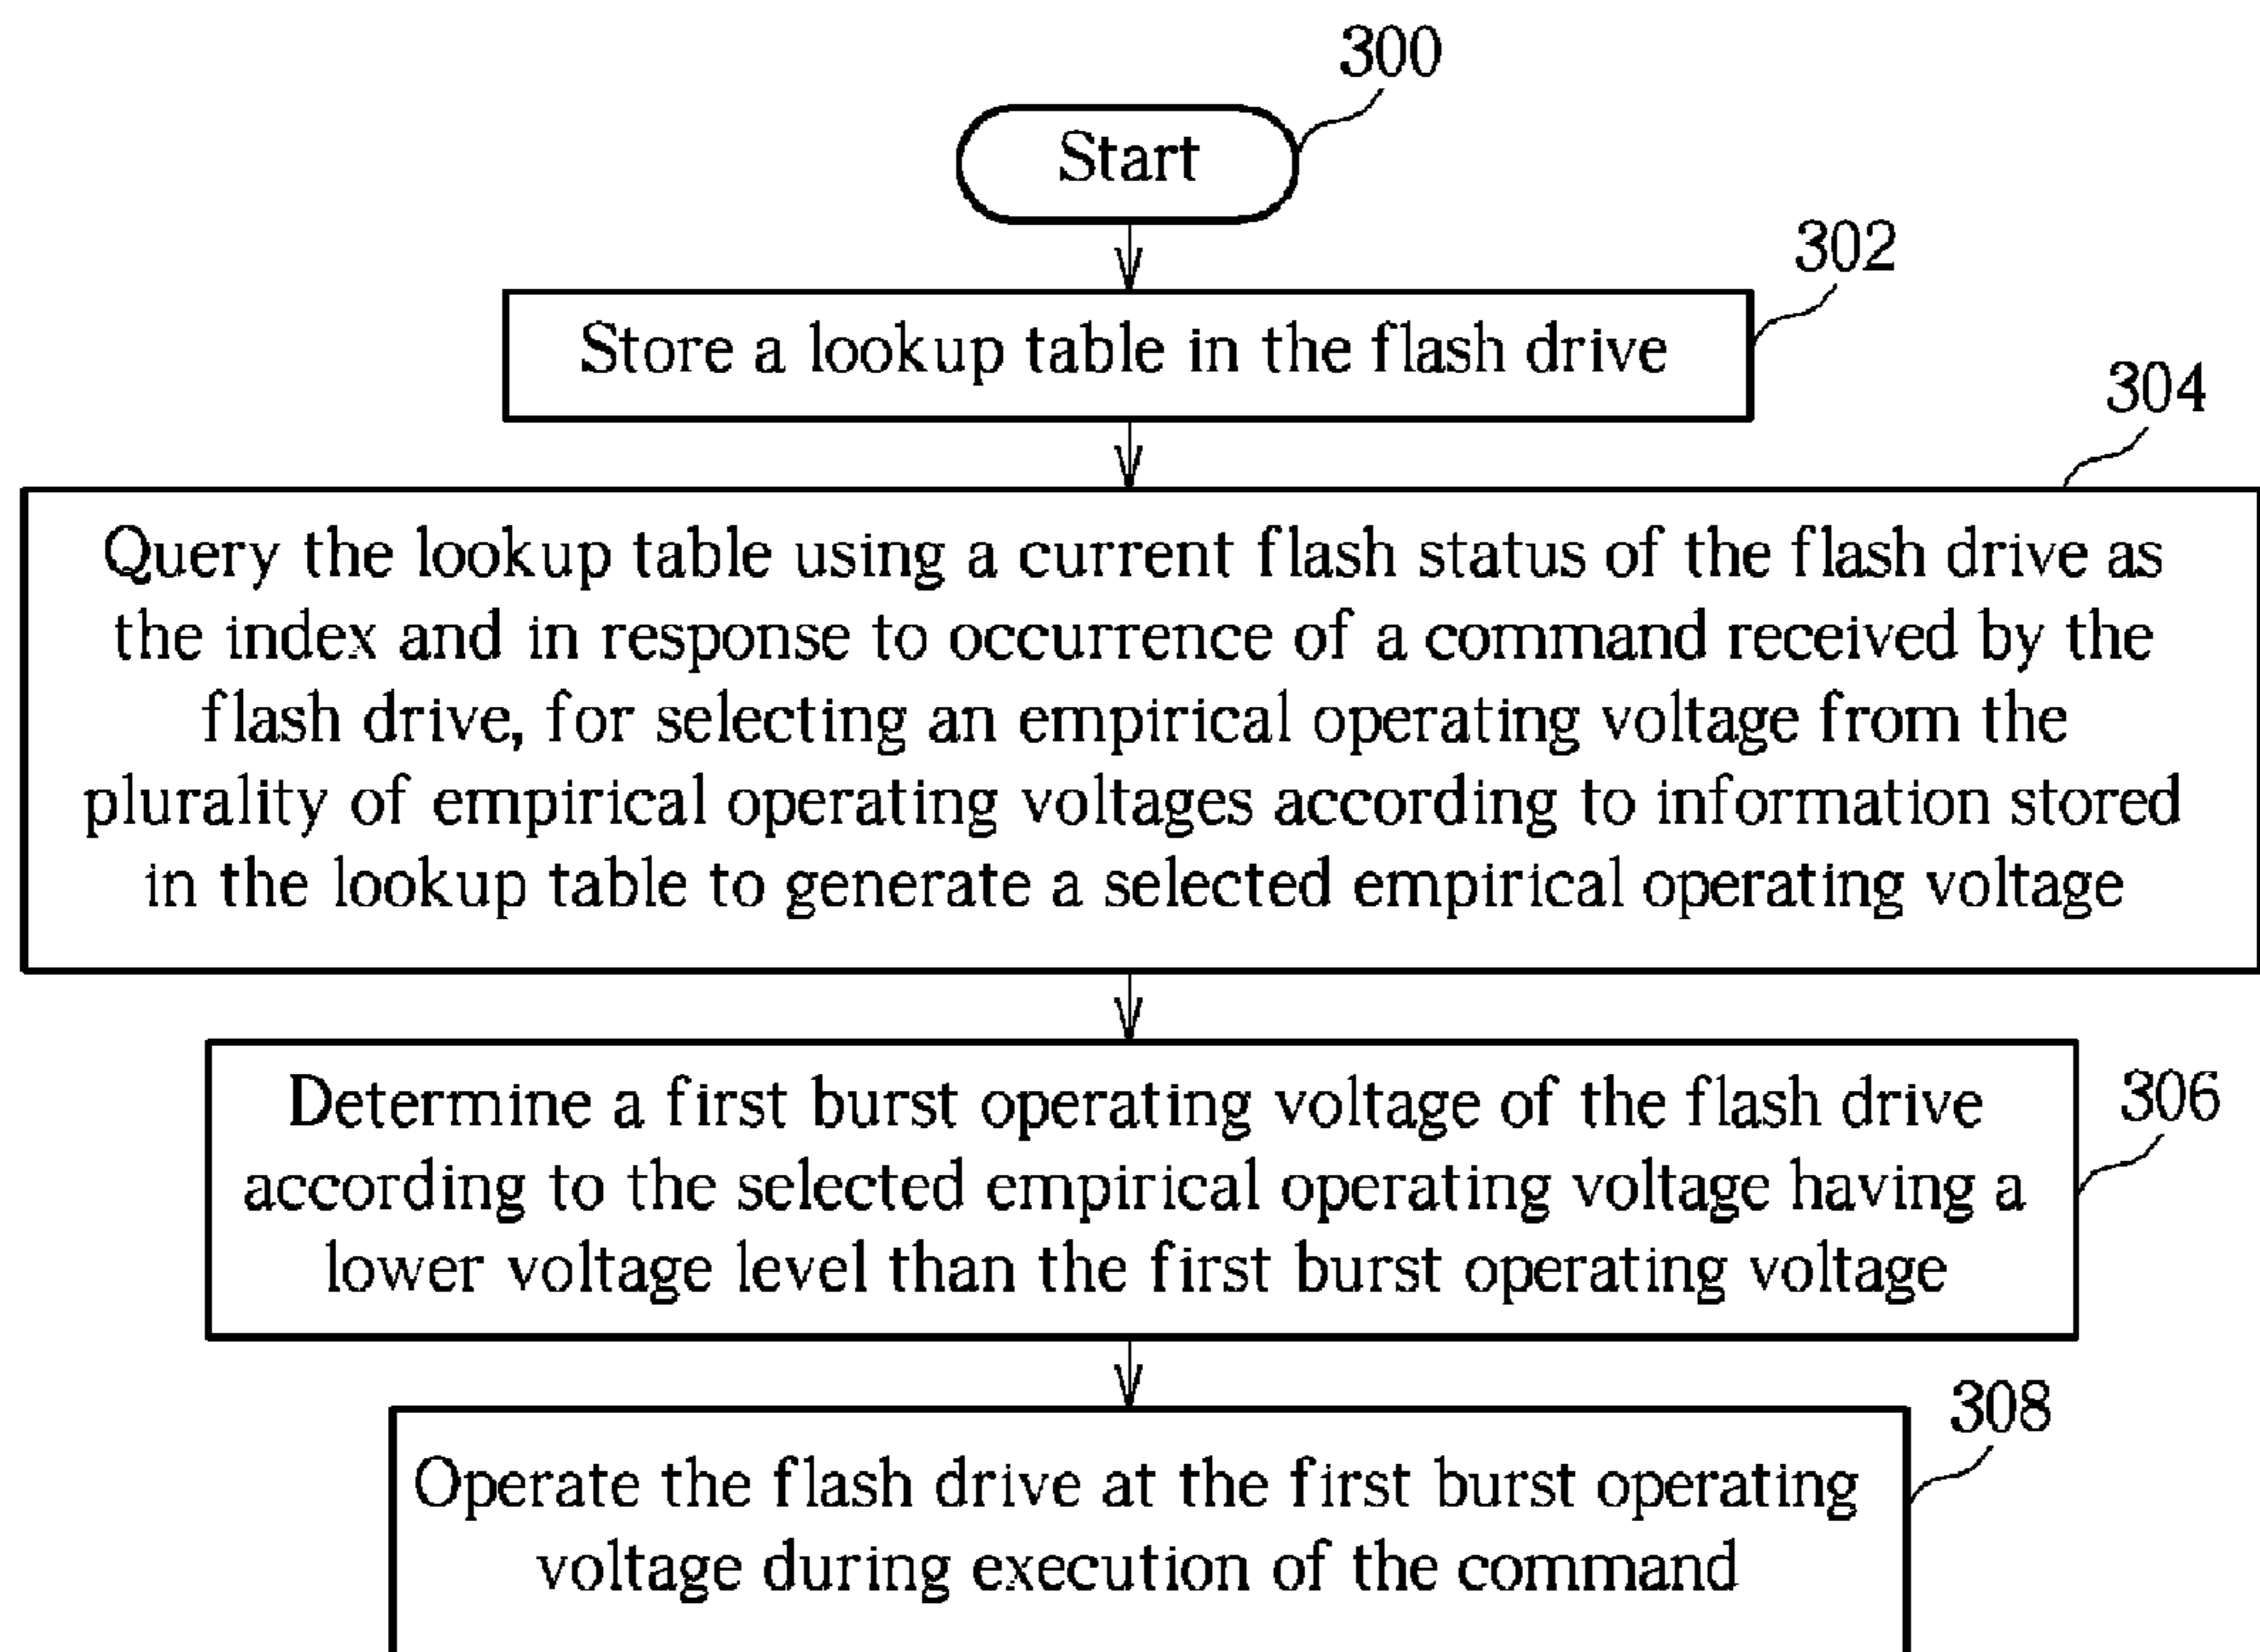 300
Start
302
Store a lookup table in the flash drive
304
Query the lookup table using a current flash status of the flash drive as
the index and in response to occurrence of a command received by the
flash drive, for selecting an empirical operating voltage from the
plurality of empirical operating voltages according to information stored
in the lookup table to generate a selected empirical operating voltage
306
Determine a first burst operating voltage of the flash drive
according to the selected empirical operating voltage having a
lower voltage level than the first burst operating voltage
308
Operate the flash drive at the first burst operating
voltage during execution of the command